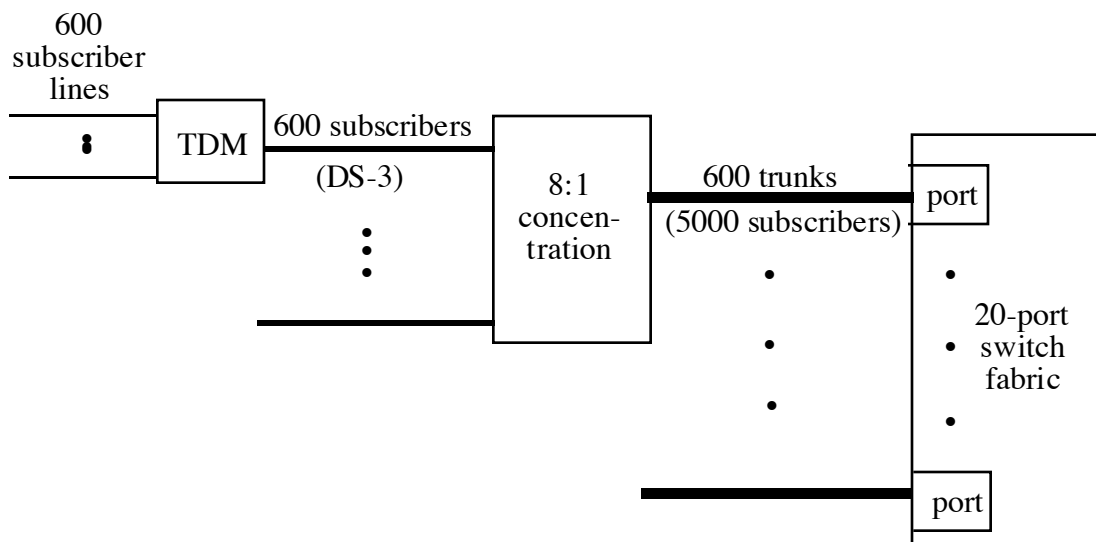 600
subscriber
lines
TDM
600 subscribers
(DS-3)
8:1
concen-
tration
600 trunks
(5000 subscribers)
port
20-port
switch
fabric
port